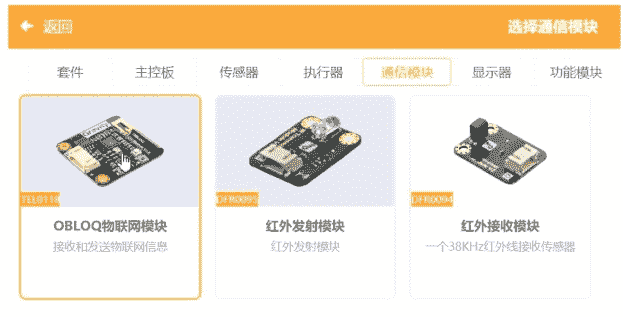 返回
选择通信模块
套件 主控板 传感器 执行器 通信模块 显示器 功能模块
TEL0118 DFR0095 DFR0094
OBLOQ物联网模块 红外发射模块 红外接收模块
接收和发送物联网信息 红外发射模块 一个38KHz红外线接收传感器